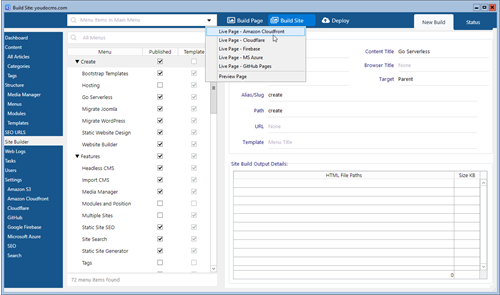 Build Site youdocms.com
Menu Items in Main Menu
Build Page
Build Site
Deploy
New Build
Status
Live Page - Amazon Cloudfront
Live Page - Cloudflare
Live Page - Firebase
Live Page - MS Azure
Live Page - GitHub Pages
Preview Page
Dashboard
Content
All Articles
Categories
Tags
Structure
Media Manager
Menus
Modules
Templates
SEO URLS
Site Builder
Web Logs
Tasks
Users
Settings
Amazon S3
Amazon Cloudfront
Cloudflare
GitHub
Google Firebase
Microsoft Azure
SEO
Search
All Menus
Menu Published Template
Create
Bootstrap Templates
Hosting
Go Serverless
Migrate Joomla
Migrate WordPress
Static Website Design
Website Builder
Features
Headless CMS
Import CMS
Media Manager
Modules and Position
Multiple Sites
Static Site SEO
Site Search
Static Site Generator
Tags
72 menu items found
Content Title Go Serverless
Browser Title None
Target Parent
Alias/Slug create
Path create
URL None
Template Menu Title
Site Build Output Details:
HTML File Paths Size KB
0